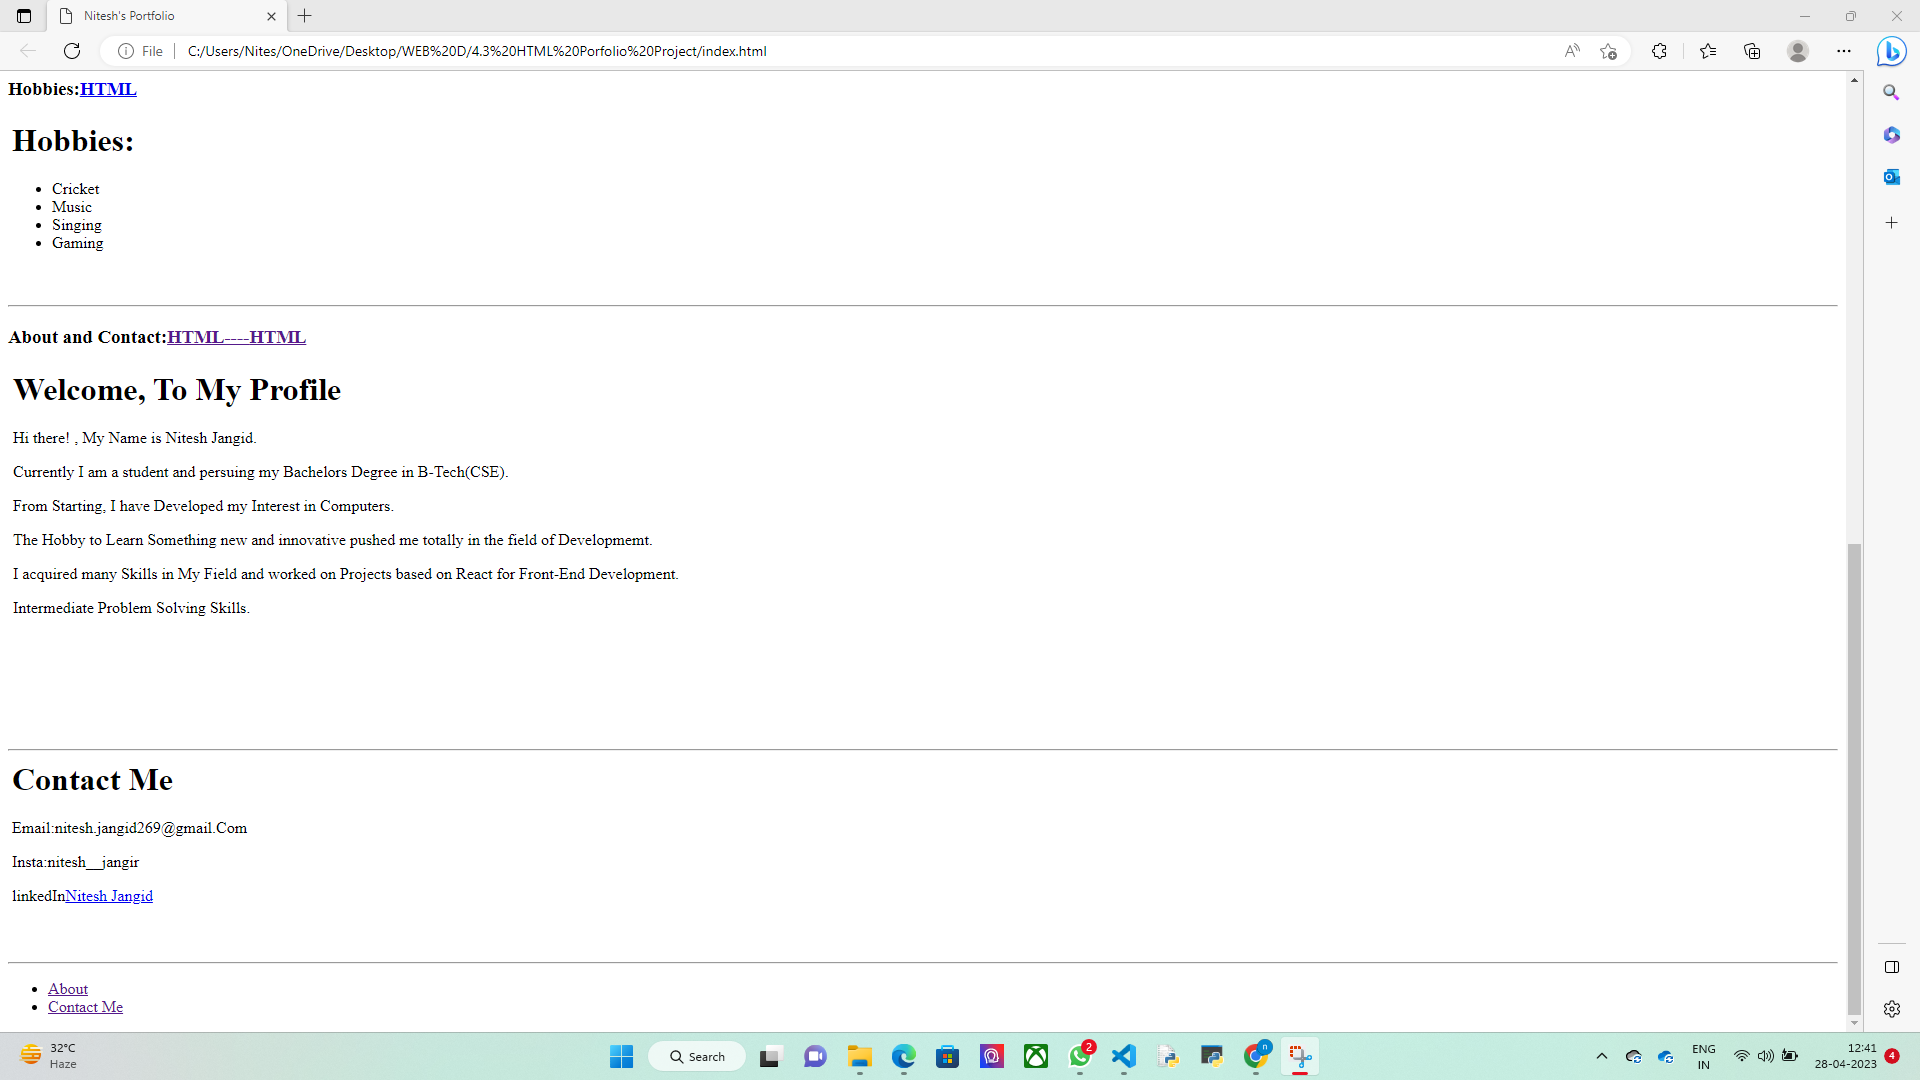 Nitesh's Portfolio
File
C:/Users/Nites/OneDrive/Desktop/WEB%20D/4.3%20HTML%20Porfolio%20Project/index.html
Hobbies:HTML
Hobbies:
Cricket
Music
Singing
Gaming
About and Contact:HTML----HTML
Welcome, To My Profile
Hi there! , My Name is Nitesh Jangid.
Currently I am a student and persuing my Bachelors Degree in B-Tech(CSE).
From Starting, I have Developed my Interest in Computers.
The Hobby to Learn Something new and innovative pushed me totally in the field of Developmemt.
I acquired many Skills in My Field and worked on Projects based on React for Front-End Development.
Intermediate Problem Solving Skills.
Contact Me
Email:nitesh.jangid269@gmail.Com
Insta:nitesh__jangir
linkedInNitesh Jangid
About
Contact Me
32°C
Haze
Search
2
n
ENG
IN
12:41
28-04-2023
4